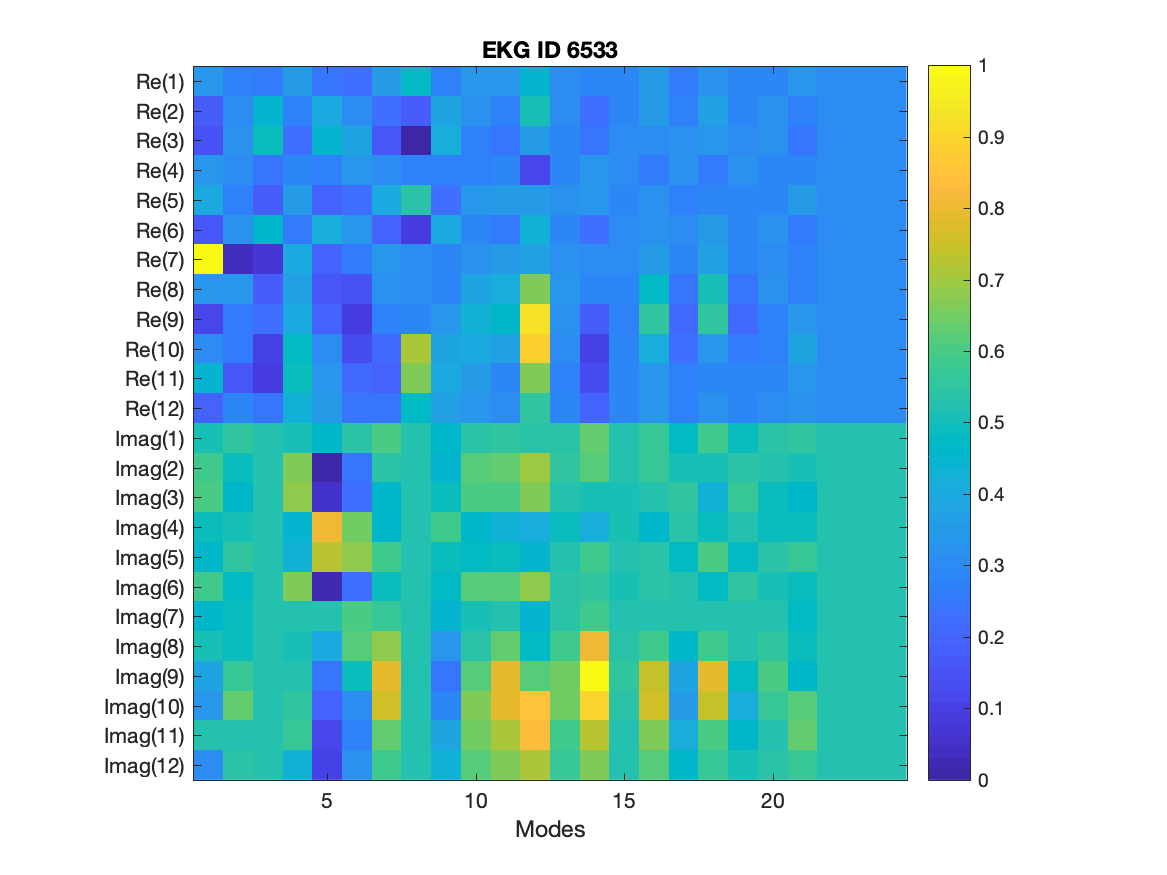 EKG ID 6533
Re(1)
Re(2)
Re(3)
Re(4)
Re(5)
Re(6)
Re(7)
Re(8)
Re(9)
Re(10)
Re(11)
Re(12)
Imag(1)
Imag(2)
Imag(3)
Imag(4)
Imag(5)
Imag(6)
Imag(7)
Imag(8)
Imag(9)
Imag(10)
Imag(11)
Imag(12)
5 10 15 20
Modes
1
0.9
0.8
0.7
0.6
0.5
0.4
0.3
0.2
0.1
0